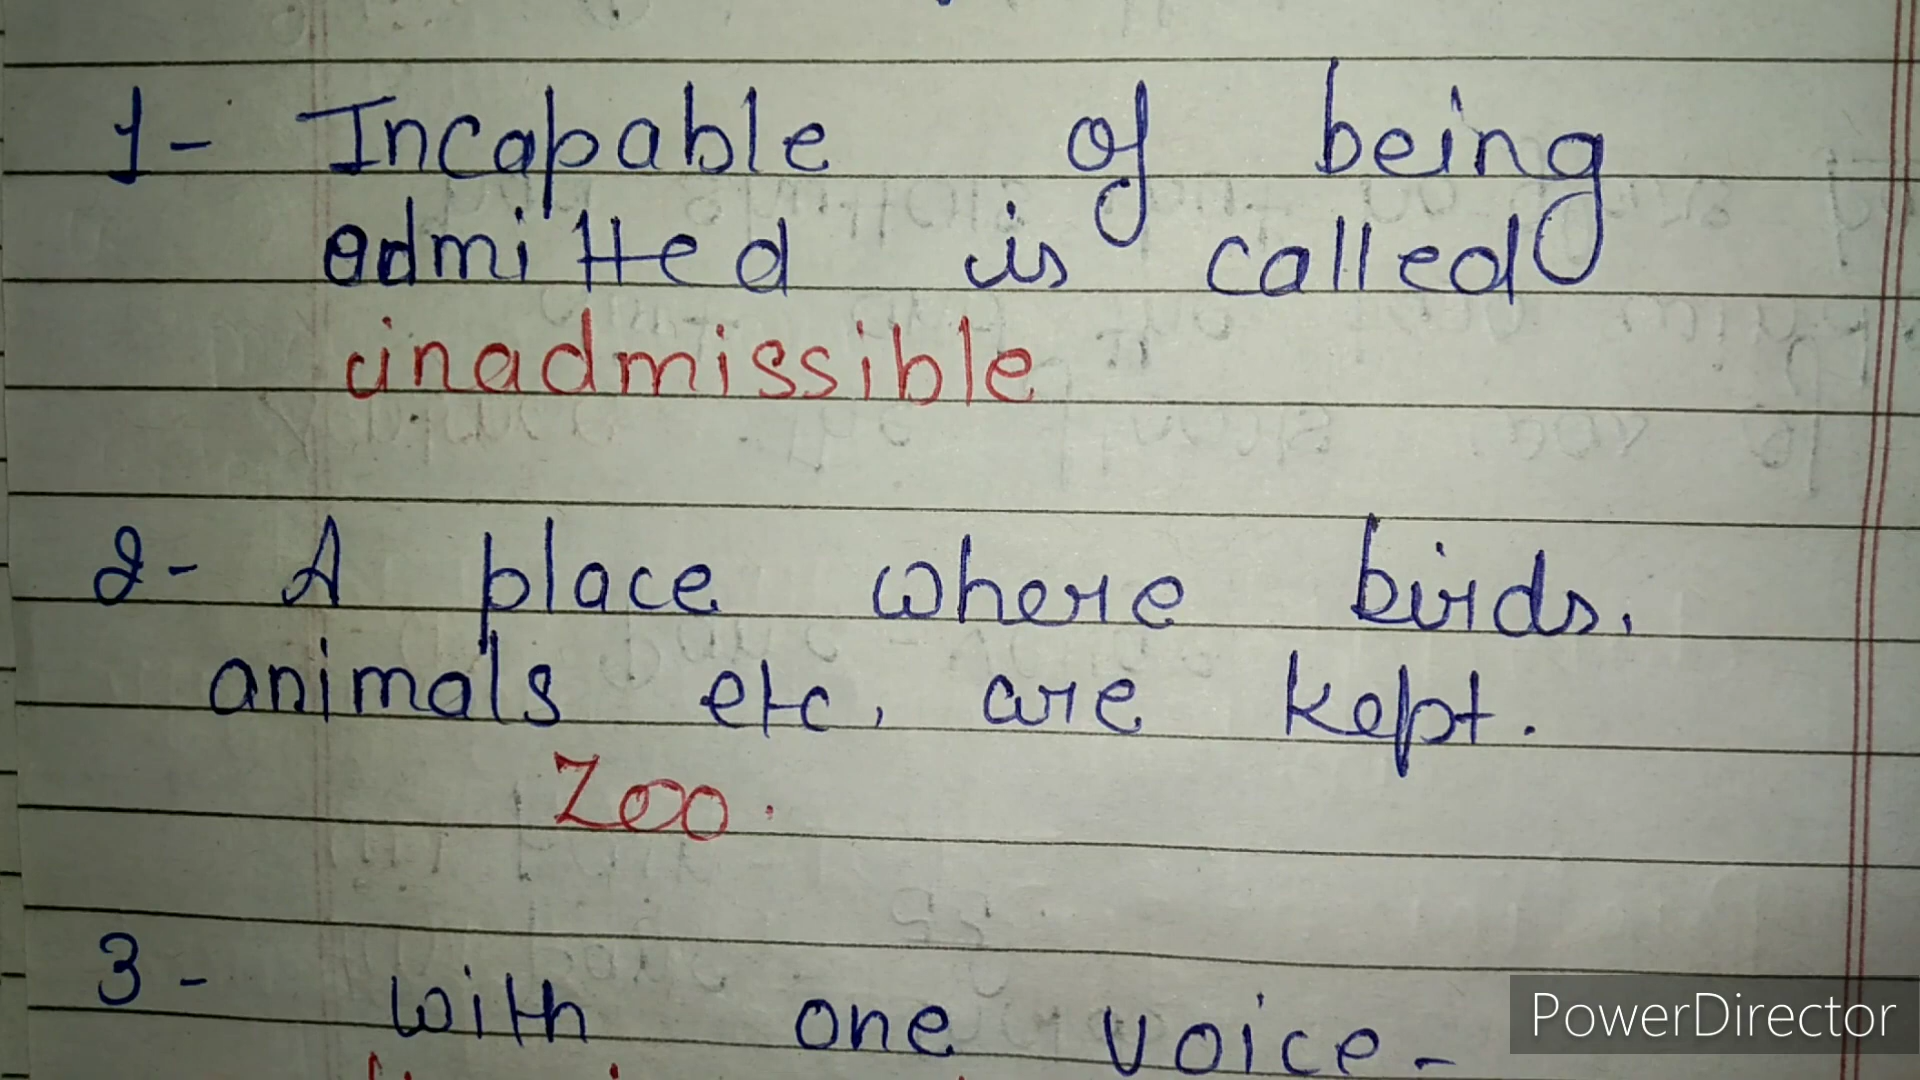 1- Incapable of being
admitted is called
inadmissible
2- A place where birds,
animals etc, are kept.
Zoo.
3- with one voice-
PowerDirector